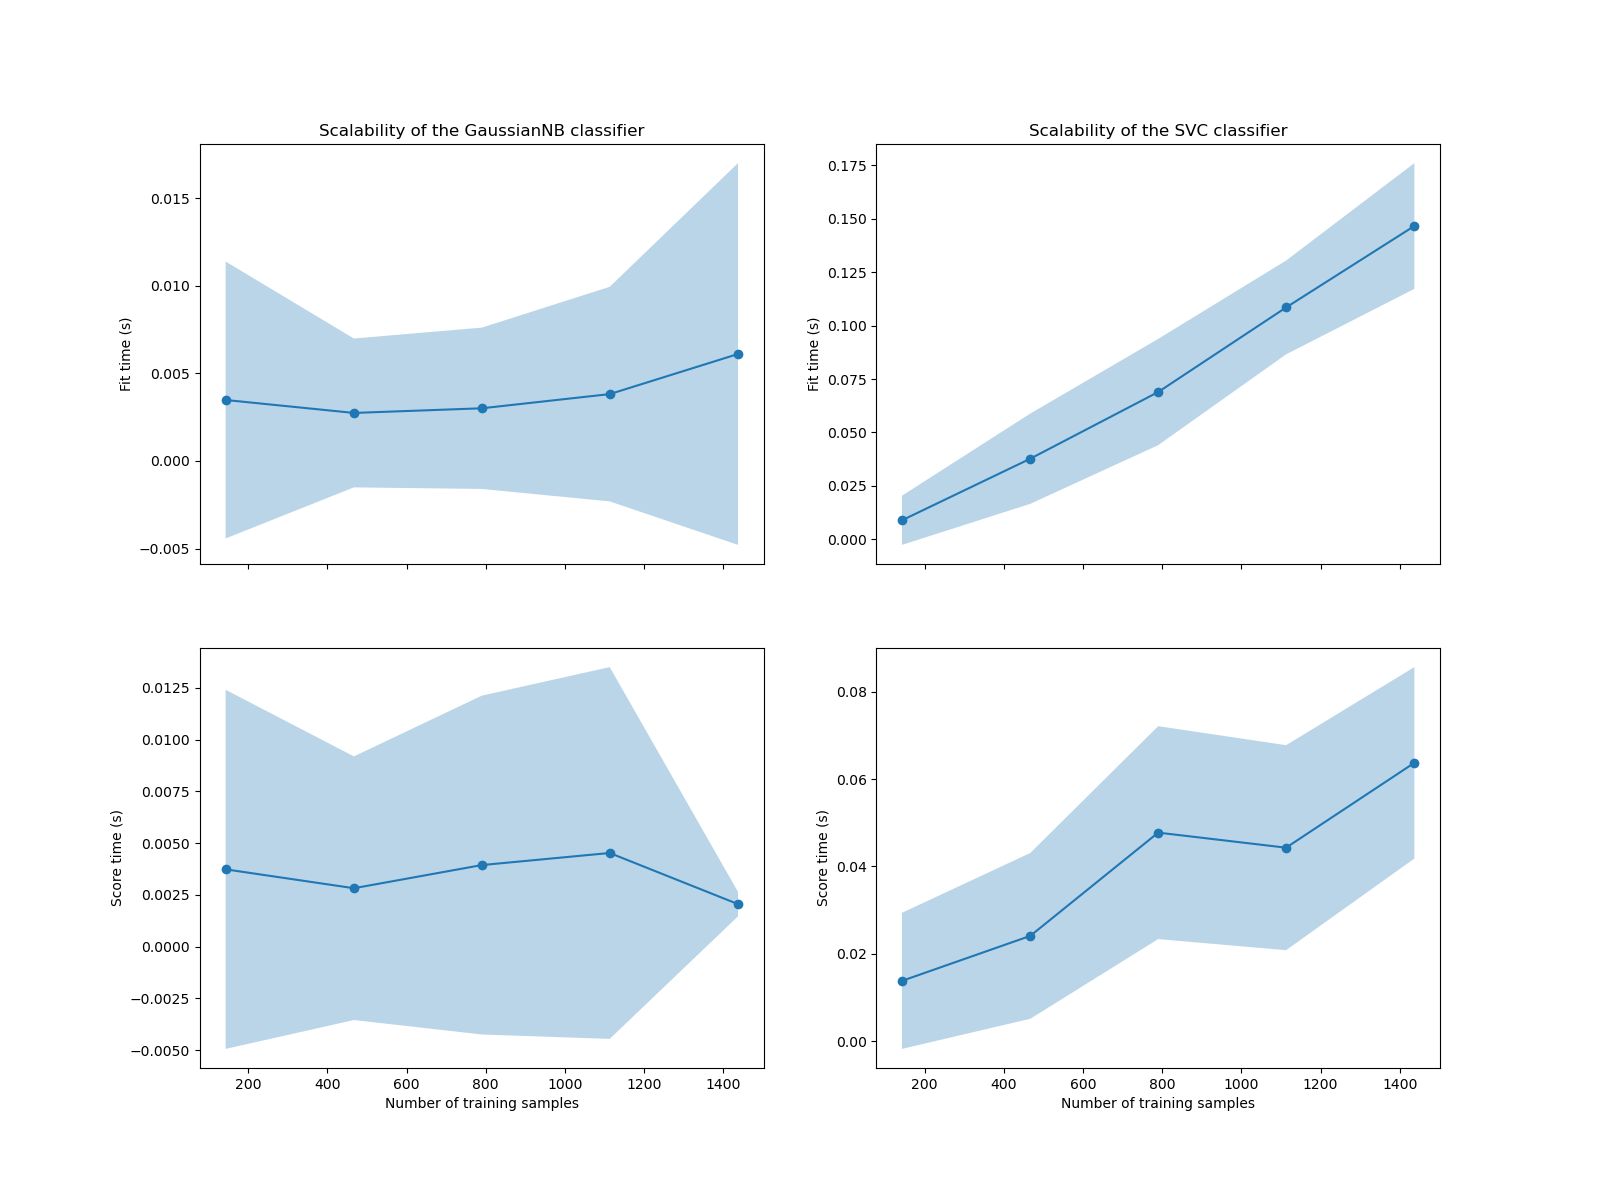 Scalability of the GaussianNB classifier
Fit time (s)
0.015
0.010
0.005
0.000
−0.005
Scalability of the SVC classifier
Fit time (s)
0.175
0.150
0.125
0.100
0.075
0.050
0.025
0.000
Score time (s)
0.0125
0.0100
0.0075
0.0050
0.0025
0.0000
−0.0025
−0.0050
200 400 600 800 1000 1200 1400
Number of training samples
Score time (s)
0.08
0.06
0.04
0.02
0.00
200 400 600 800 1000 1200 1400
Number of training samples